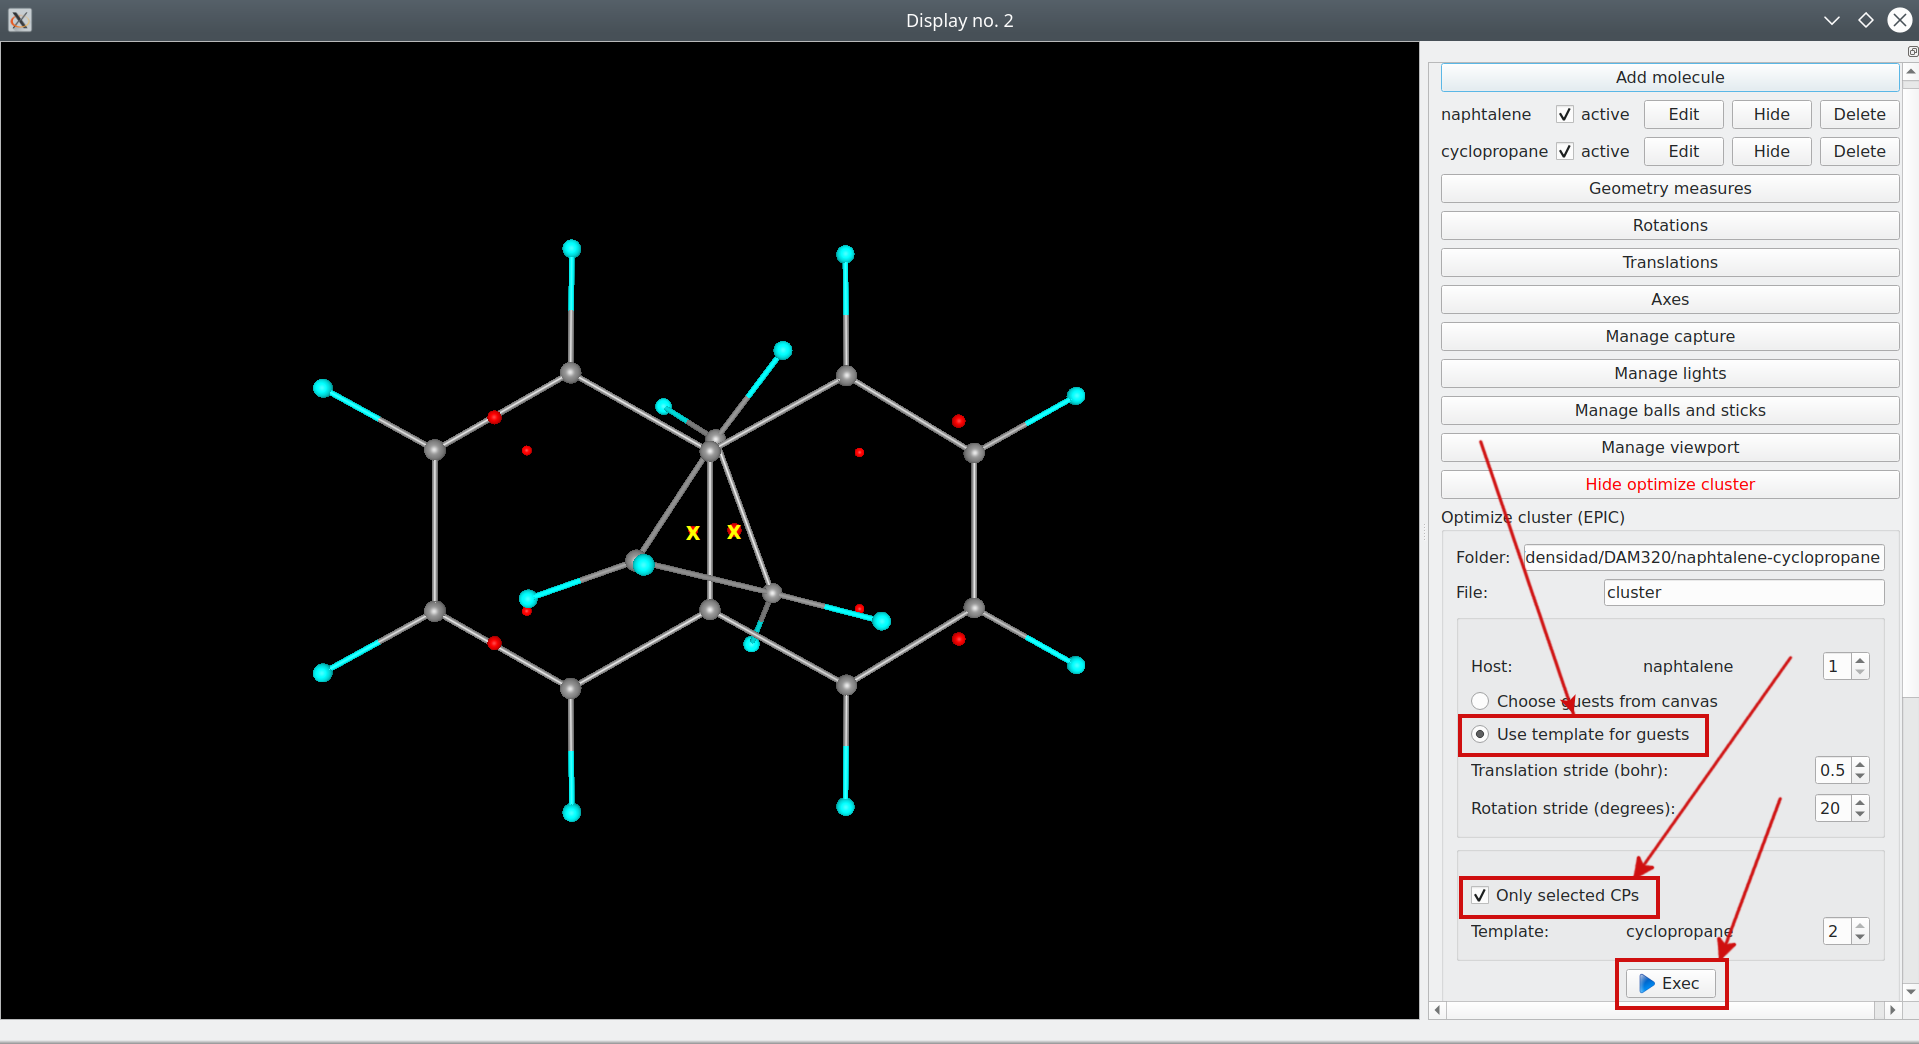 Display no. 2
Add molecule
naphtalene active Edit Hide Delete
cyclopropane active Edit Hide Delete
Geometry measures
Rotations
Translations
Axes
Manage capture
Manage lights
Manage balls and sticks
Manage viewport
Hide optimize cluster
Optimize cluster (EPIC)
Folder: densidad/DAM320/naphtalene-cyclopropane
File: cluster
Host: naphtalene 1
Choose guests from canvas
Use template for guests
Translation stride (bohr): 0.5
Rotation stride (degrees): 20
Only selected CPs
Template: cyclopropane 2
Exec
x x